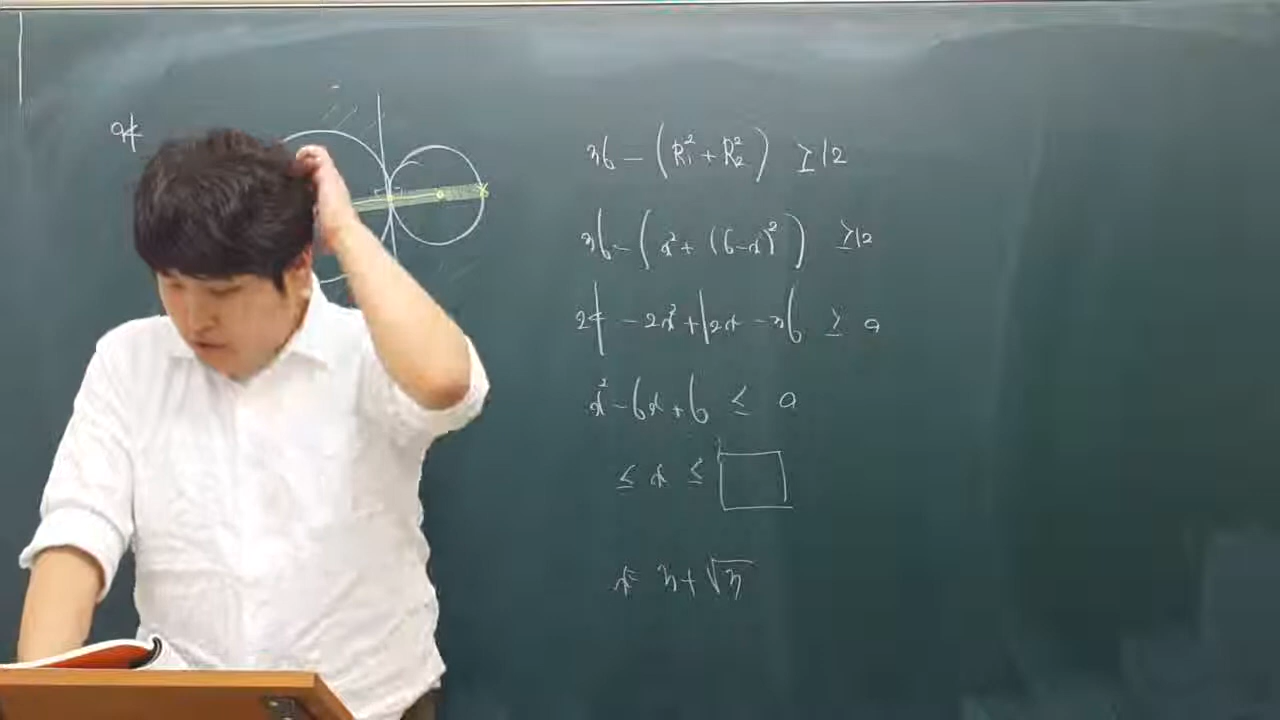 94
36 - (R₁² + R₂²) ≥ 12
36 - (x² + (6-x)²) ≥ 12
24 - 2x² + 12x - 36 ≥ 0
x² - 6x + 6 ≤ 0
≤ x ≤
x = 3 + √3